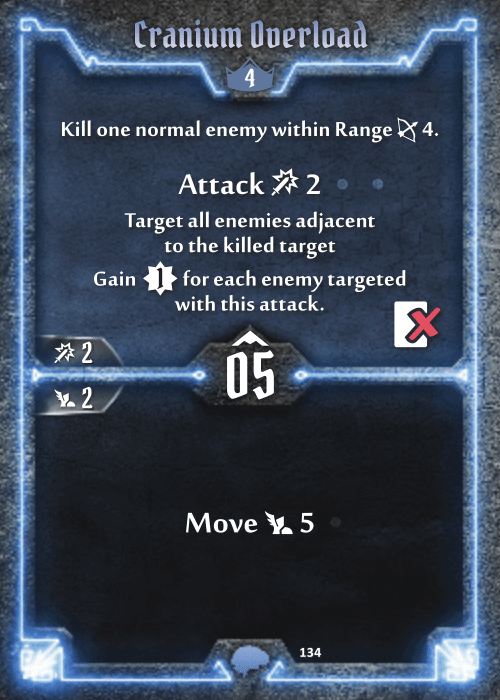 Cranium Overload
4
Kill one normal enemy within Range 4.
Attack 2
Target all enemies adjacent
to the killed target
Gain 1 for each enemy targeted
with this attack.
2
05
2
Move 5
134